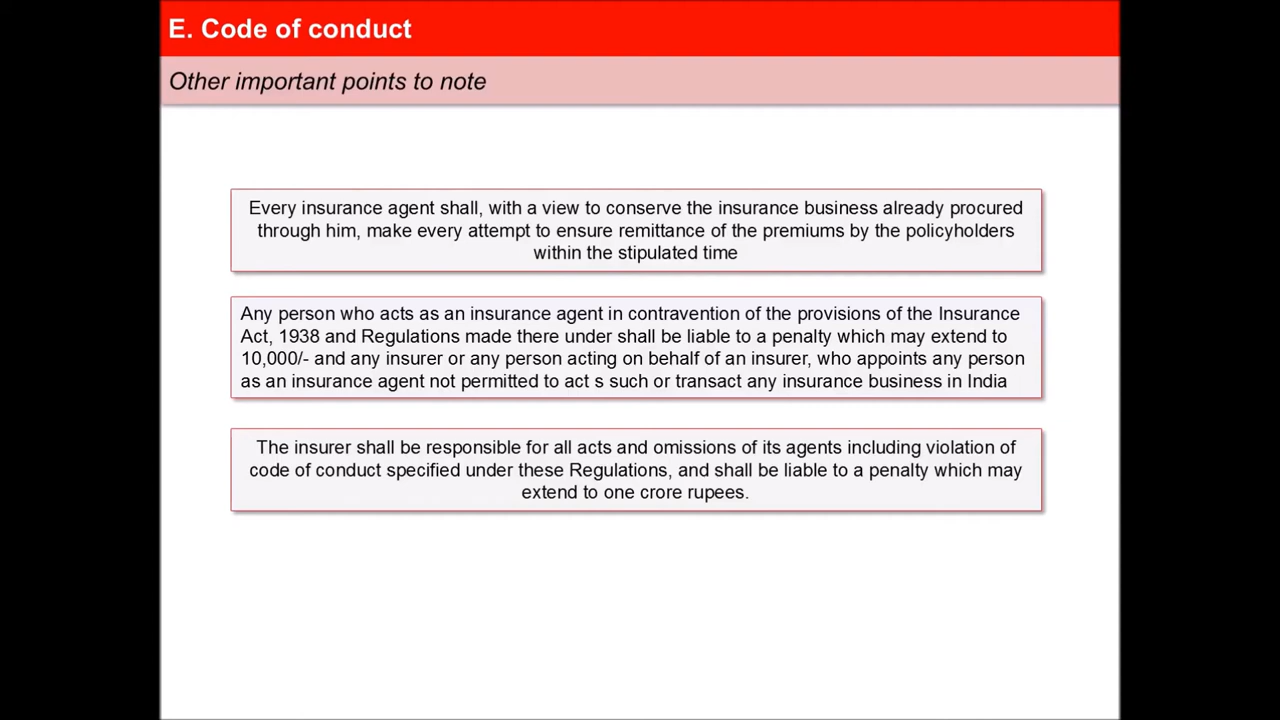 E. Code of conduct
Other important points to note
Every insurance agent shall, with a view to conserve the insurance business already procured
through him, make every attempt to ensure remittance of the premiums by the policyholders
within the stipulated time
Any person who acts as an insurance agent in contravention of the provisions of the Insurance
Act, 1938 and Regulations made there under shall be liable to a penalty which may extend to
10,000/- and any insurer or any person acting on behalf of an insurer, who appoints any person
as an insurance agent not permitted to act s such or transact any insurance business in India
The insurer shall be responsible for all acts and omissions of its agents including violation of
code of conduct specified under these Regulations, and shall be liable to a penalty which may
extend to one crore rupees.